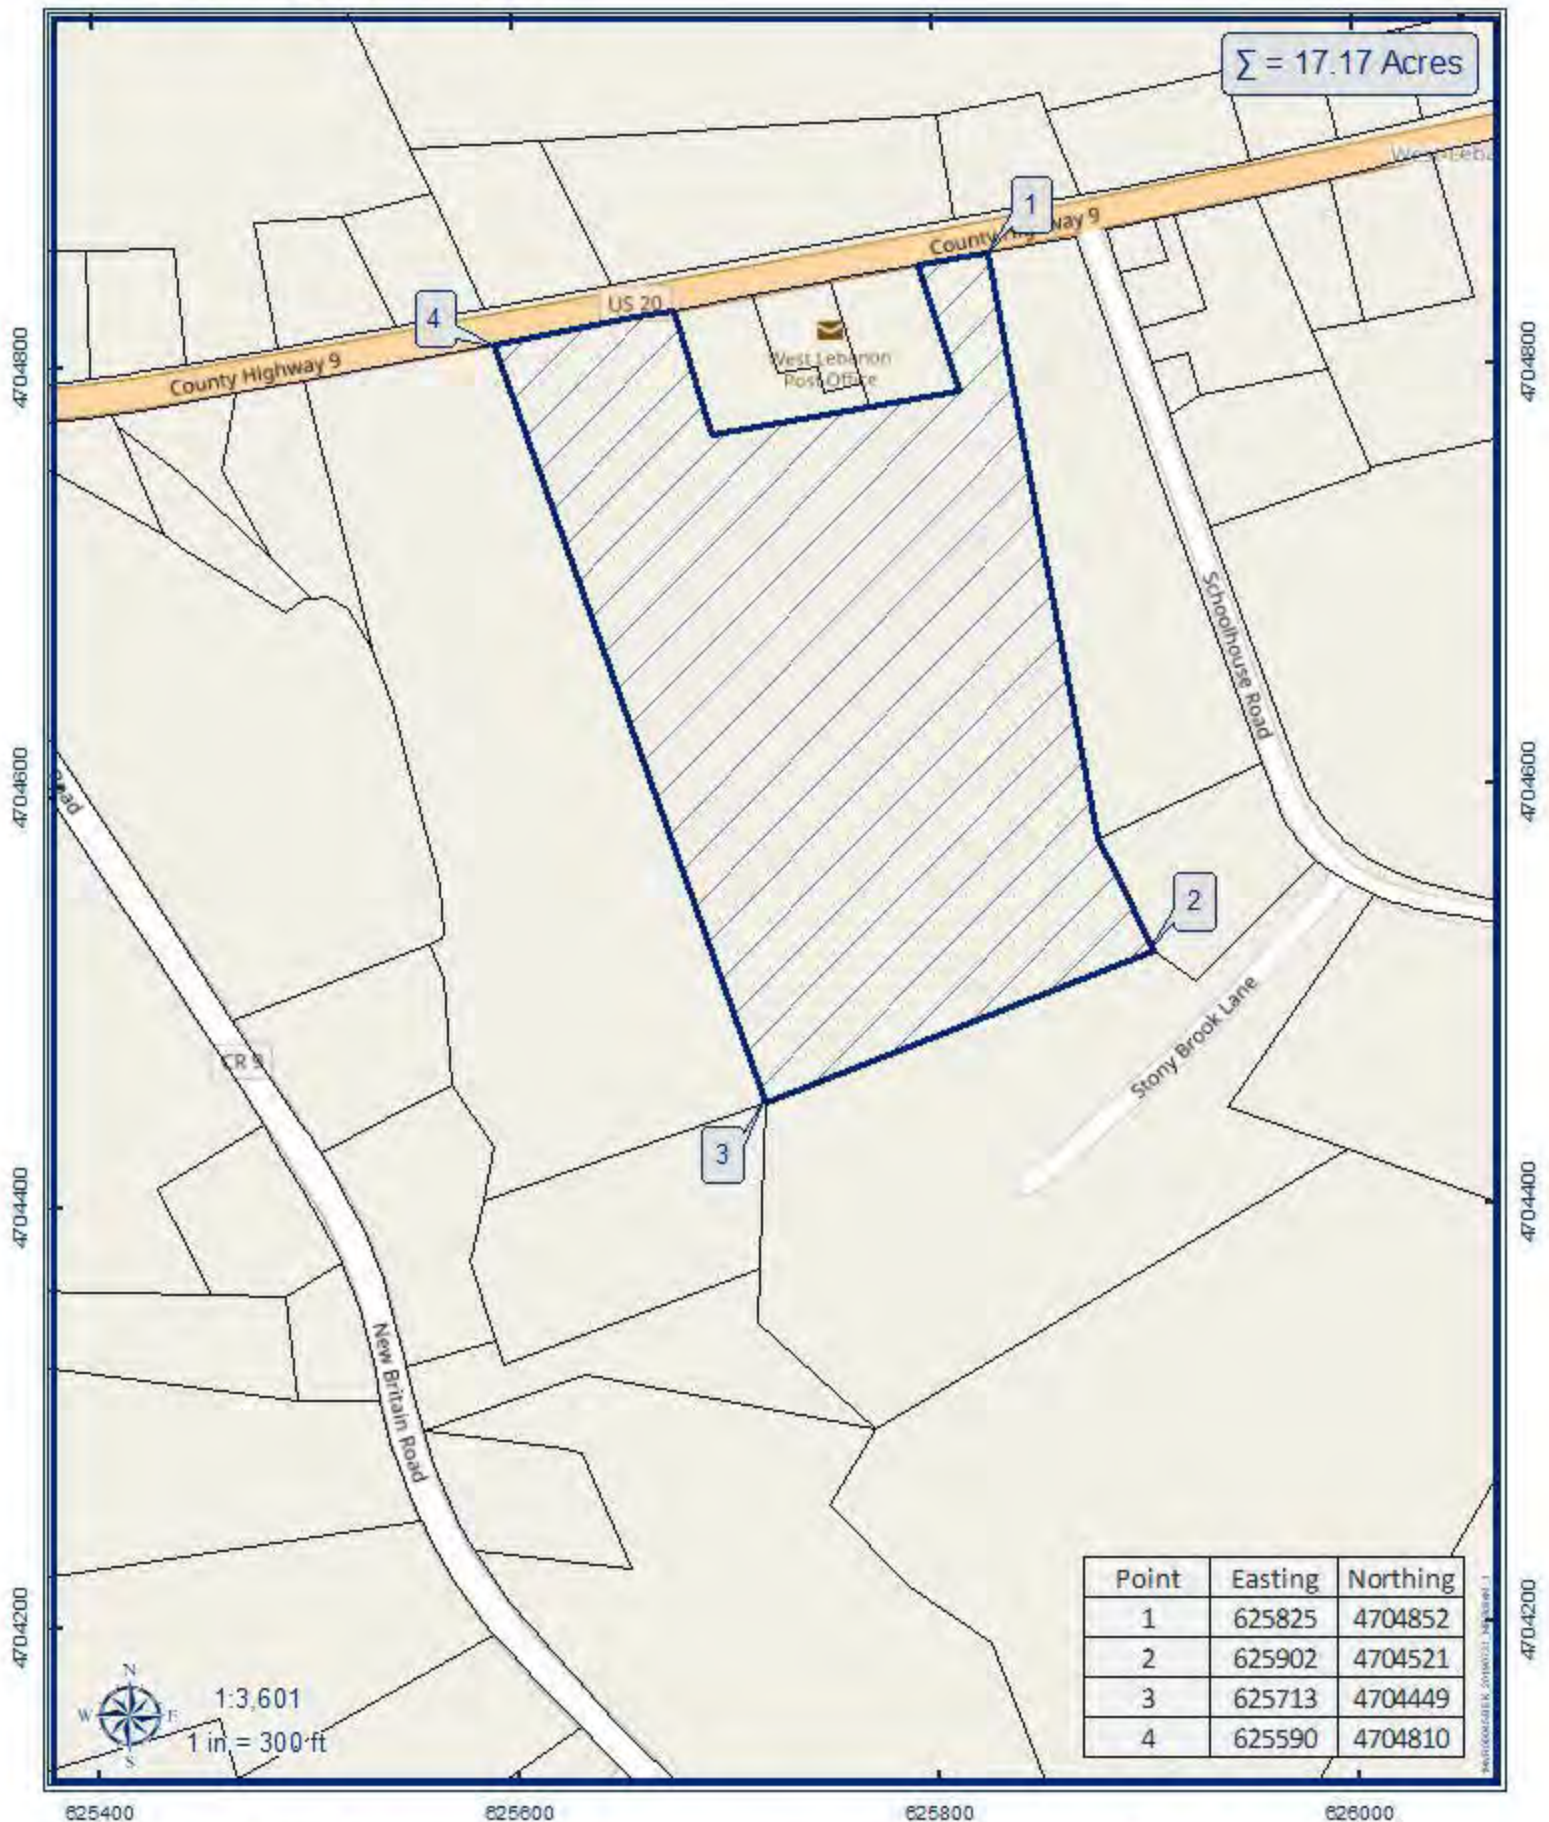 ∑ = 17.17 Acres
1
County Highway 9
US 20
4
West Lebanon
Post Office
County Highway 9
4704800
4704800
Schoolhouse Road
4704600
4704600
2
CR 9
Stony Brook Lane
3
4704400
4704400
New Britain Road
Point Easting Northing
1 625825 4704852
2 625902 4704521
3 625713 4704449
4 625590 4704810
4704200
4704200
N
W E
S
1:3,601
1 in = 300 ft
625400 625600 625800 626000